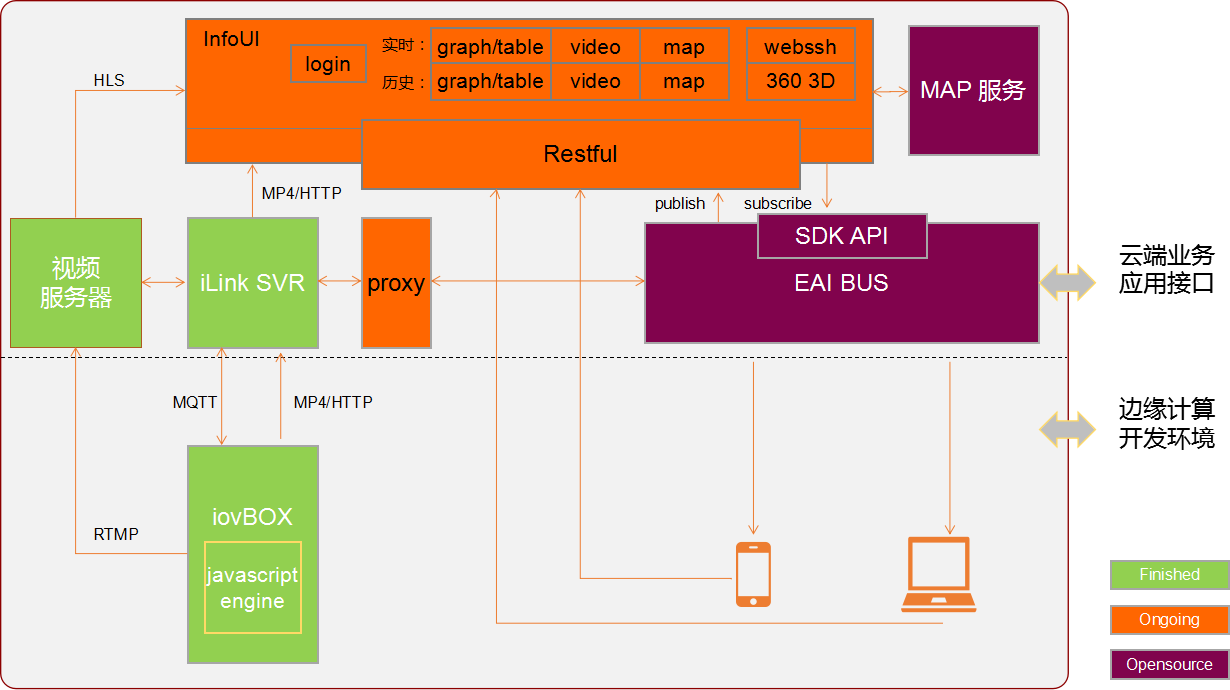 InfoUI
login
实时： graph/table video map webssh
历史： graph/table video map 360 3D
MAP 服务
HLS
Restful
MP4/HTTP
publish subscribe
视频
服务器
iLink SVR
proxy
SDK API
EAI BUS
云端业务
应用接口
MQTT
MP4/HTTP
边缘计算
开发环境
iovBOX
javascript
engine
RTMP
Finished
Ongoing
Opensource